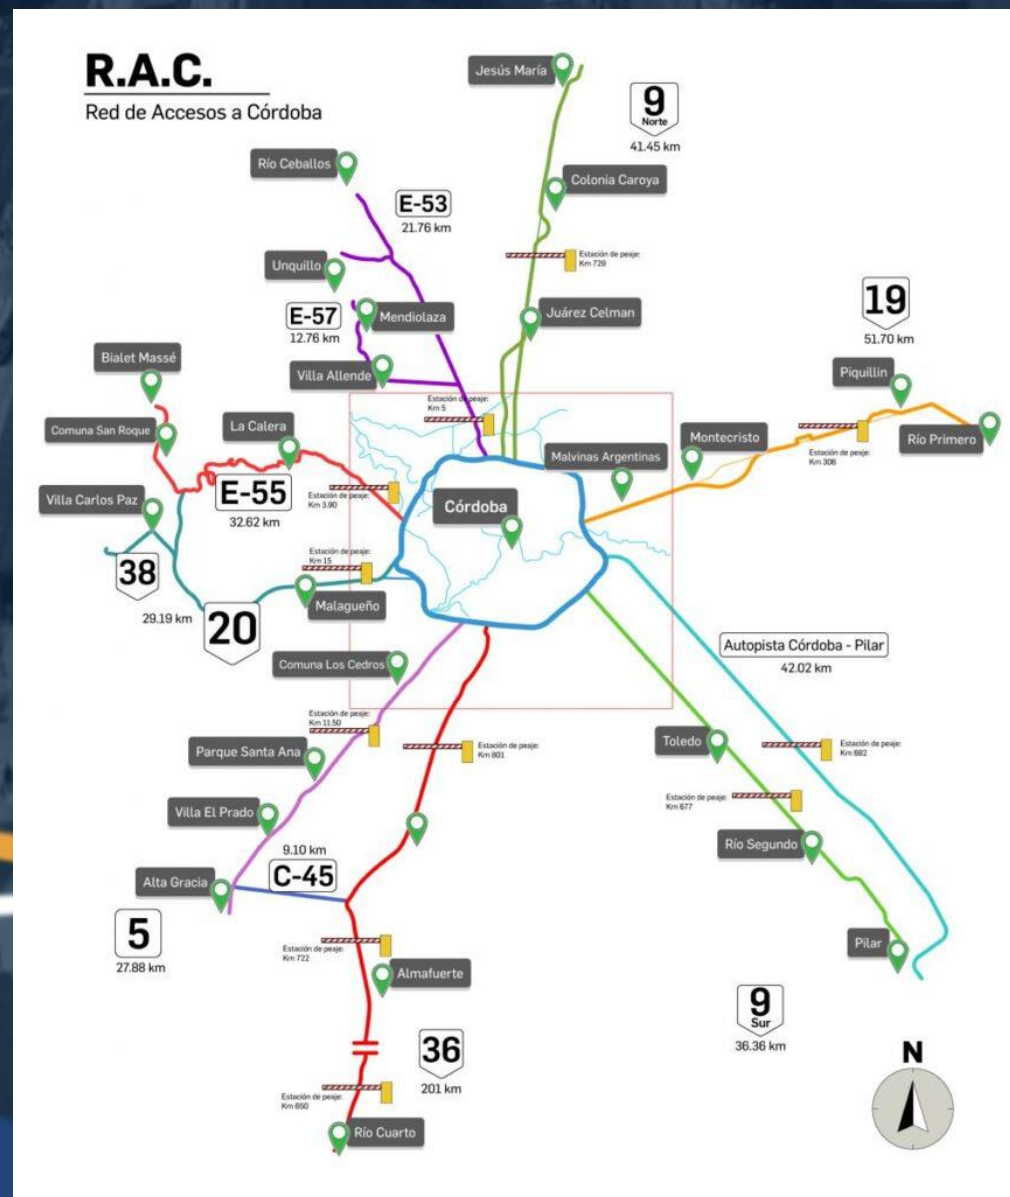 R.A.C.
Red de Accesos a Córdoba
Jesús María
9
Norte
41.45 km
Río Ceballos
Colonia Caroya
E-53
21.76 km
Estación de peaje:
Km 729
Unquillo
E-57
12.76 km
Mendiolaza
Juárez Celman
19
51.70 km
Bialet Massé
Villa Allende
Piquillín
Estación de peaje:
Km 5
Comuna San Roque
La Calera
Montecristo
Río Primero
Malvinas Argentinas
Estación de peaje:
Km 306
E-55
32.62 km
Estación de peaje:
Km 3.90
Villa Carlos Paz
Córdoba
38
Estación de peaje:
Km 15
29.19 km
20
Malagueño
Comuna Los Cedros
Autopista Córdoba - Pilar
42.02 km
Estación de peaje:
Km 11.50
Parque Santa Ana
Estación de peaje:
Km 801
Toledo
Estación de peaje:
Km 682
Estación de peaje:
Km 677
Villa El Prado
Río Segundo
9.10 km
C-45
Alta Gracia
5
27.88 km
Estación de peaje:
Km 722
Almafuerte
Pilar
9
Sur
36.36 km
36
201 km
Estación de peaje:
Km 650
Río Cuarto
N